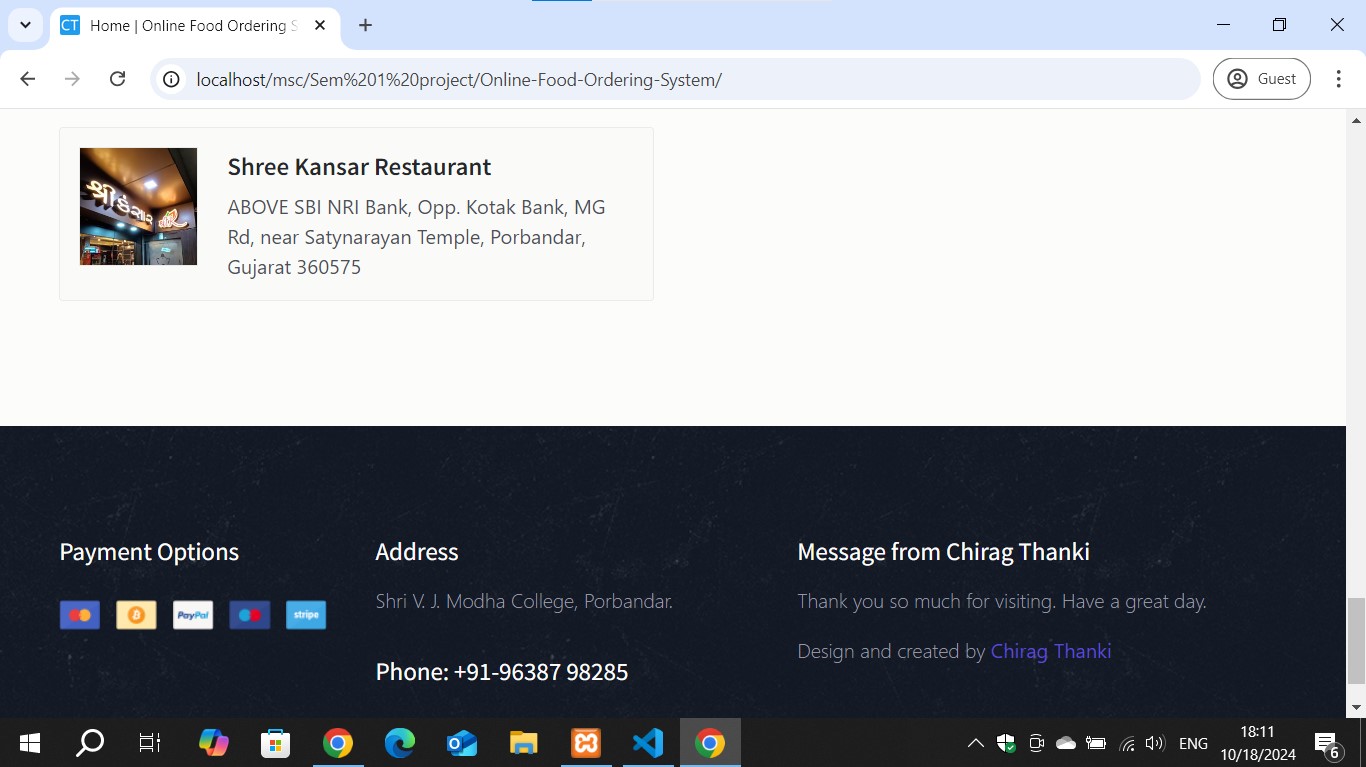 CT Home | Online Food Ordering S
localhost/msc/Sem%201%20project/Online-Food-Ordering-System/
Guest
શ્રી કંસાર
Shree Kansar Restaurant
ABOVE SBI NRI Bank, Opp. Kotak Bank, MG
Rd, near Satynarayan Temple, Porbandar,
Gujarat 360575
Payment Options
PayPal
stripe
Address
Shri V. J. Modha College, Porbandar.
Phone: +91-96387 98285
Message from Chirag Thanki
Thank you so much for visiting. Have a great day.
Design and created by Chirag Thanki
ENG
18:11
10/18/2024
6